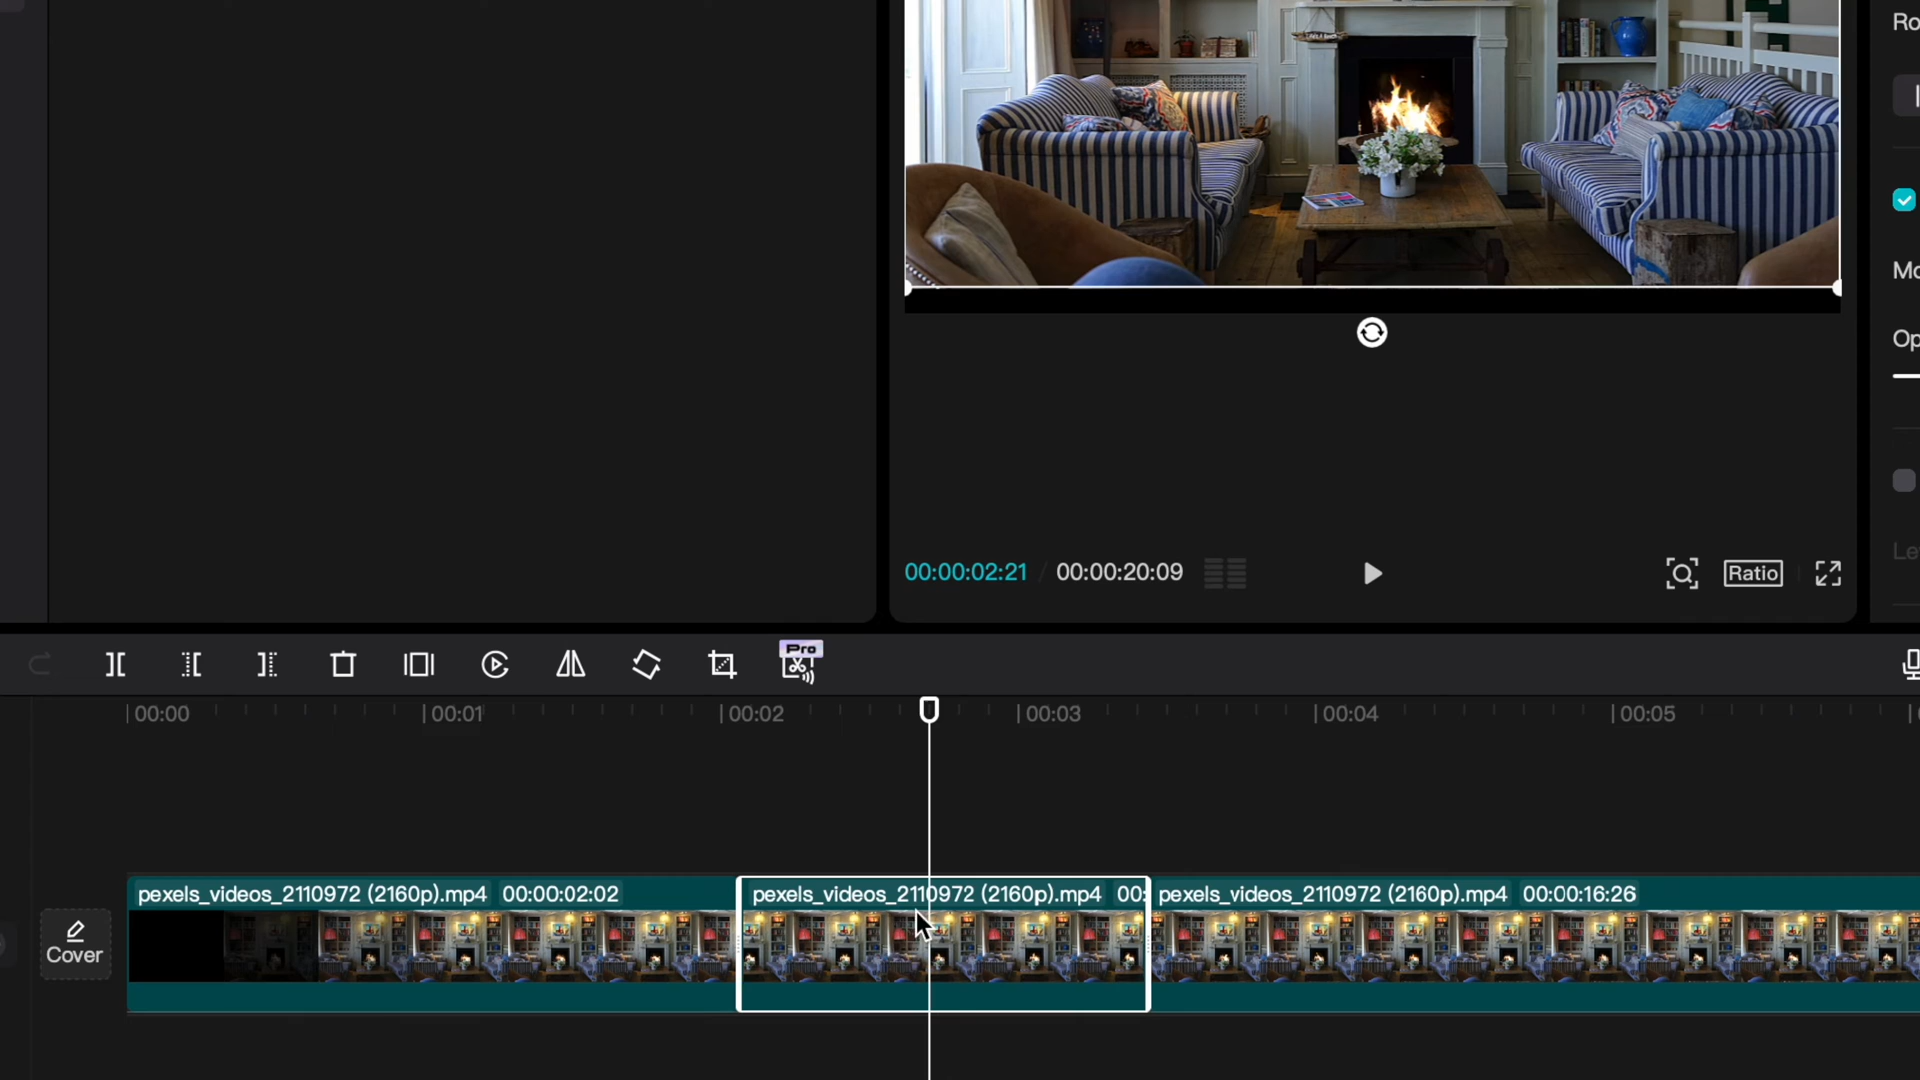 Ro
Mo
Op
Le
00:00:02:21 / 00:00:20:09
Ratio
Pro
00:00
00:01
00:02
00:03
00:04
00:05
pexels_videos_2110972 (2160p).mp4 00:00:02:02
pexels_videos_2110972 (2160p).mp4 00:
pexels_videos_2110972 (2160p).mp4 00:00:16:26
Cover